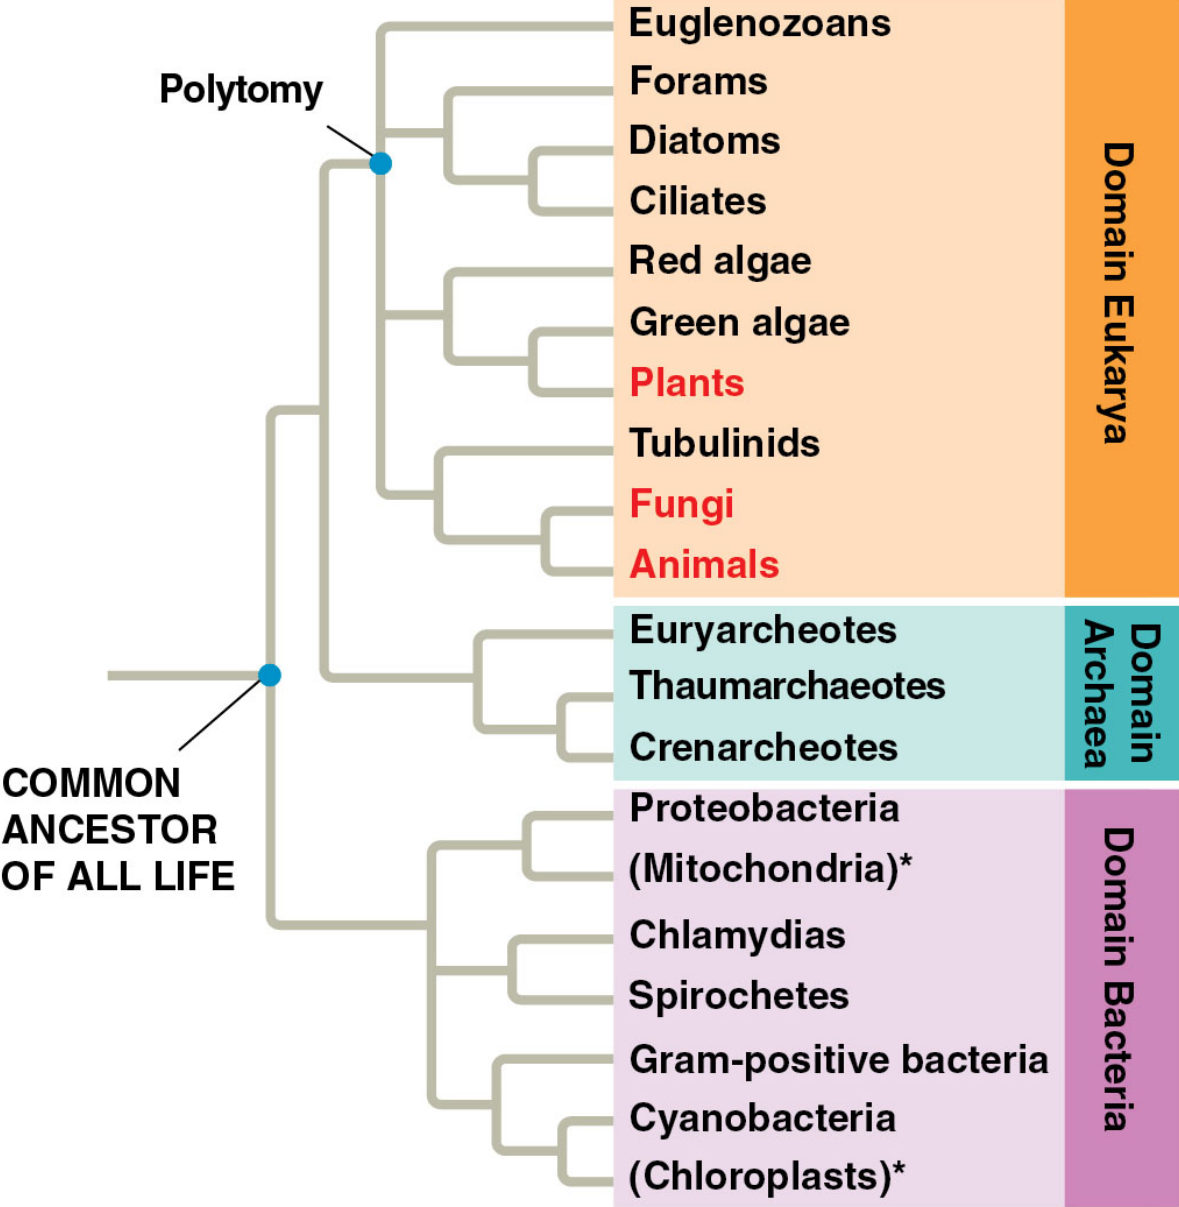 Euglenozoans
Polytomy
Forams
Diatoms
Ciliates
Red algae
Green algae
Plants
Tubulinids
Fungi
Animals
Domain Eukarya
Euryarcheotes
Thaumarchaeotes
Crenarcheotes
Domain
Archaea
COMMON
ANCESTOR
OF ALL LIFE
Proteobacteria
(Mitochondria)*
Chlamydias
Spirochetes
Gram-positive bacteria
Cyanobacteria
(Chloroplasts)*
Domain Bacteria